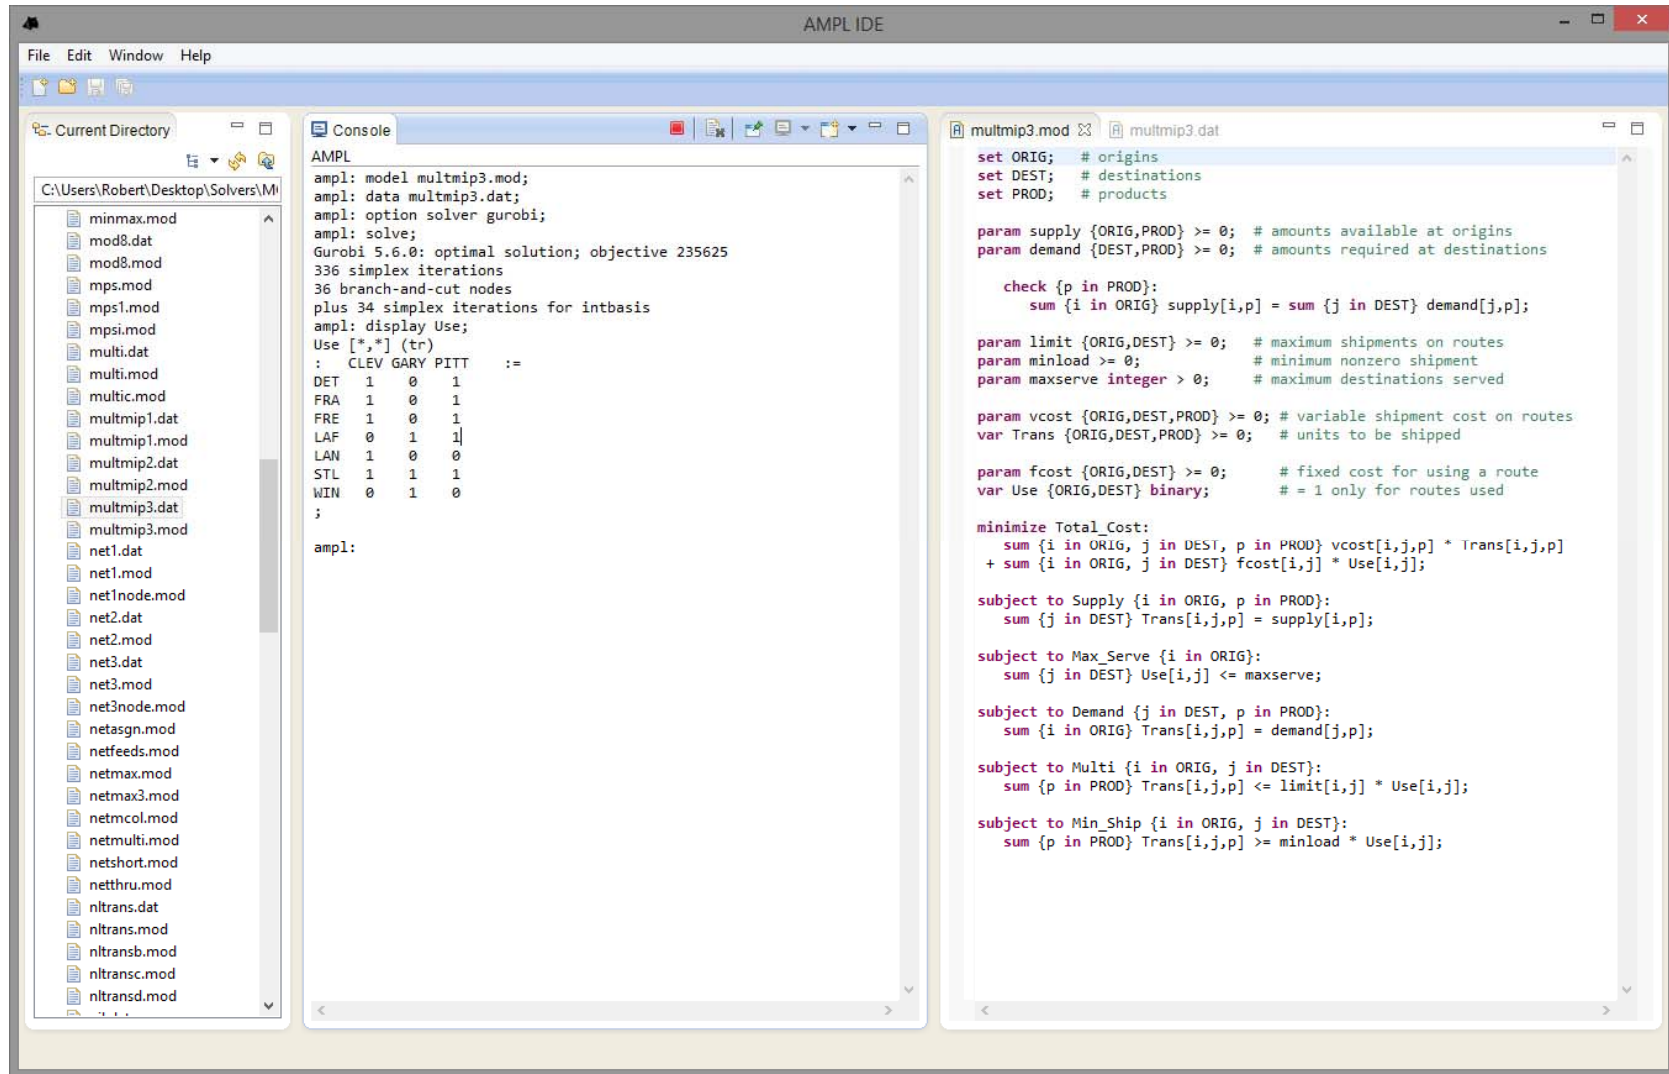 AMPL IDE
File Edit Window Help
Current Directory
C:\Users\Robert\Desktop\Solvers\M
minmax.mod
mod8.dat
mod8.mod
mps.mod
mps1.mod
mpsi.mod
multi.dat
multi.mod
multic.mod
multmip1.dat
multmip1.mod
multmip2.dat
multmip2.mod
multmip3.dat
multmip3.mod
net1.dat
net1.mod
net1node.mod
net2.dat
net2.mod
net3.dat
net3.mod
net3node.mod
netasgn.mod
netfeeds.mod
netmax.mod
netmax3.mod
netmcol.mod
netmulti.mod
netshort.mod
netthru.mod
nltrans.dat
nltrans.mod
nltransb.mod
nltransc.mod
nltransd.mod
Console
AMPL
ampl: model multmip3.mod;
ampl: data multmip3.dat;
ampl: option solver gurobi;
ampl: solve;
Gurobi 5.6.0: optimal solution; objective 235625
336 simplex iterations
36 branch-and-cut nodes
plus 34 simplex iterations for intbasis
ampl: display Use;
Use [*,*] (tr)
:   CLEV GARY PITT    :=
DET   1    0    1
FRA   1    0    1
FRE   1    0    1
LAF   0    1    1
LAN   1    0    0
STL   1    1    1
WIN   0    1    0
;
ampl:
multmip3.mod multmip3.dat
set ORIG;   # origins
set DEST;   # destinations
set PROD;   # products
param supply {ORIG,PROD} >= 0;  # amounts available at origins
param demand {DEST,PROD} >= 0;  # amounts required at destinations
check {p in PROD}:
sum {i in ORIG} supply[i,p] = sum {j in DEST} demand[j,p];
param limit {ORIG,DEST} >= 0;   # maximum shipments on routes
param minload >= 0;             # minimum nonzero shipment
param maxserve integer > 0;     # maximum destinations served
param vcost {ORIG,DEST,PROD} >= 0; # variable shipment cost on routes
var Trans {ORIG,DEST,PROD} >= 0;   # units to be shipped
param fcost {ORIG,DEST} >= 0;      # fixed cost for using a route
var Use {ORIG,DEST} binary;        # = 1 only for routes used
minimize Total_Cost:
sum {i in ORIG, j in DEST, p in PROD} vcost[i,j,p] * Trans[i,j,p]
+ sum {i in ORIG, j in DEST} fcost[i,j] * Use[i,j];
subject to Supply {i in ORIG, p in PROD}:
sum {j in DEST} Trans[i,j,p] = supply[i,p];
subject to Max_Serve {i in ORIG}:
sum {j in DEST} Use[i,j] <= maxserve;
subject to Demand {j in DEST, p in PROD}:
sum {i in ORIG} Trans[i,j,p] = demand[j,p];
subject to Multi {i in ORIG, j in DEST}:
sum {p in PROD} Trans[i,j,p] <= limit[i,j] * Use[i,j];
subject to Min_Ship {i in ORIG, j in DEST}:
sum {p in PROD} Trans[i,j,p] >= minload * Use[i,j];